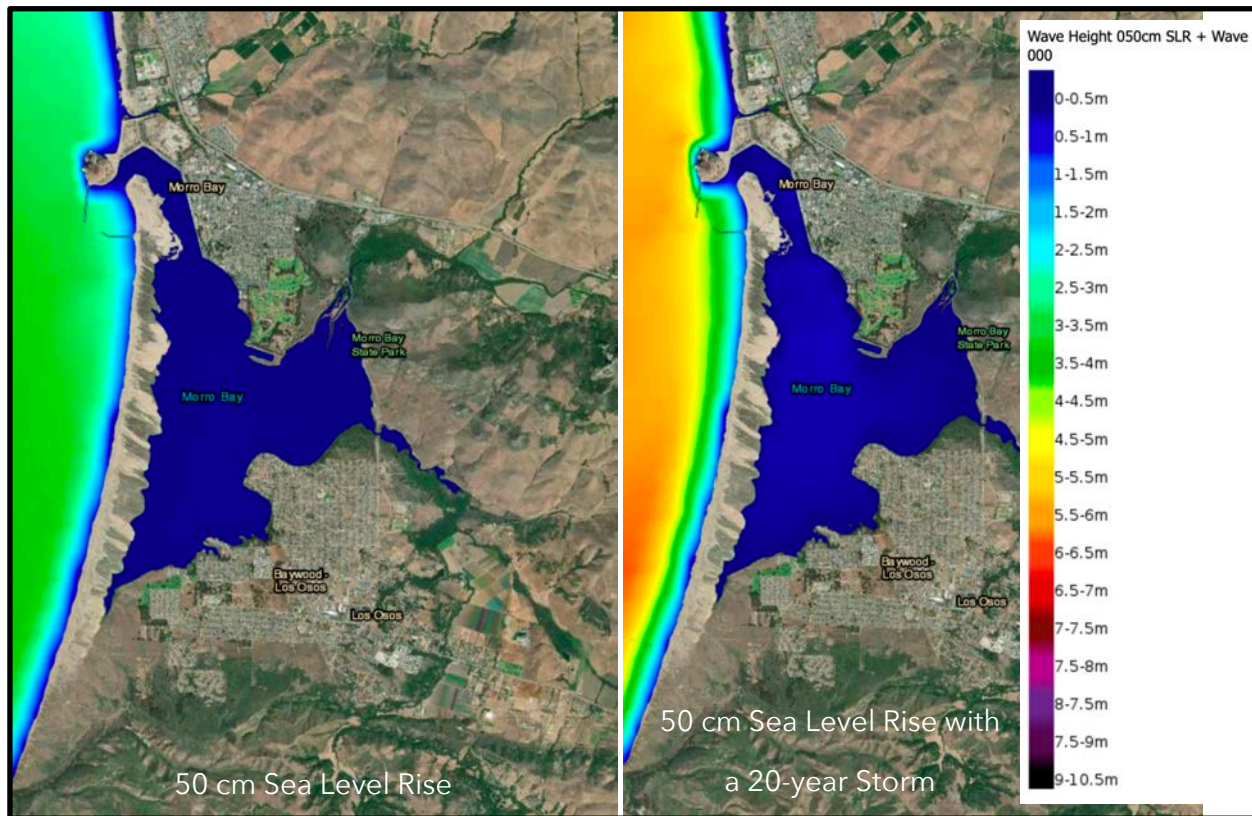 Morro Bay
Morro Bay
State Park
Morro Bay
Baywood -
Los Osos
Los Osos
50 cm Sea Level Rise
Morro Bay
Morro Bay
State Park
Morro Bay
Baywood -
Los Osos
Los Osos
50 cm Sea Level Rise with
a 20-year Storm
Wave Height 050cm SLR + Wave
000
0-0.5m
0.5-1m
1-1.5m
1.5-2m
2-2.5m
2.5-3m
3-3.5m
3.5-4m
4-4.5m
4.5-5m
5-5.5m
5.5-6m
6-6.5m
6.5-7m
7-7.5m
7.5-8m
8-7.5m
7.5-9m
9-10.5m